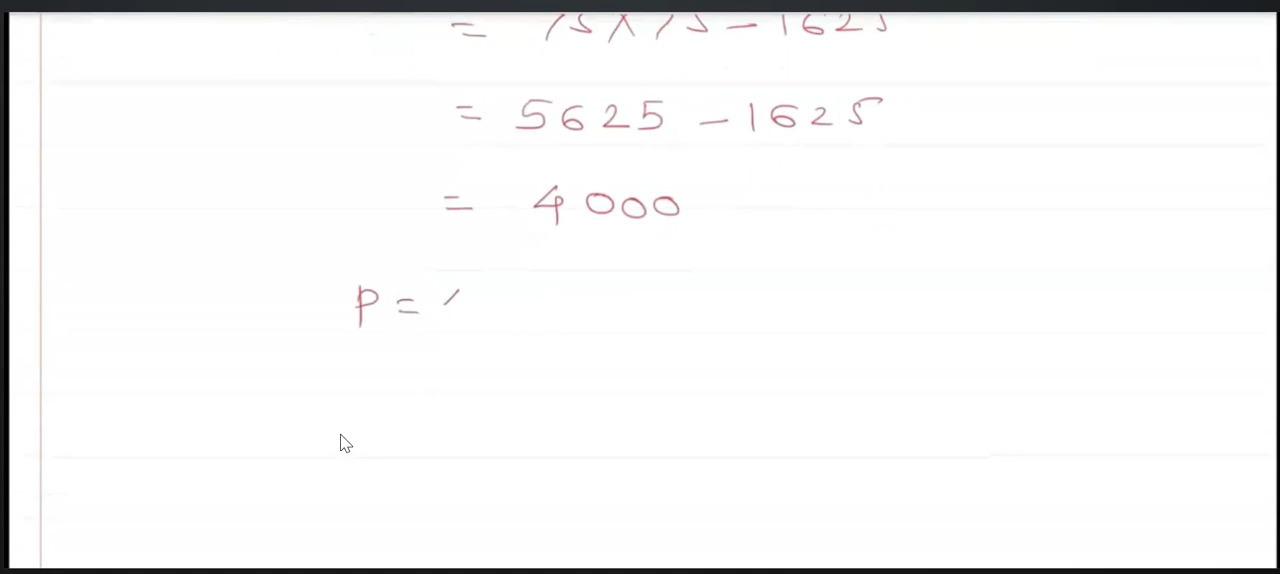 = 75 X 75 - 1625
= 5625 - 1625
= 4000
P =